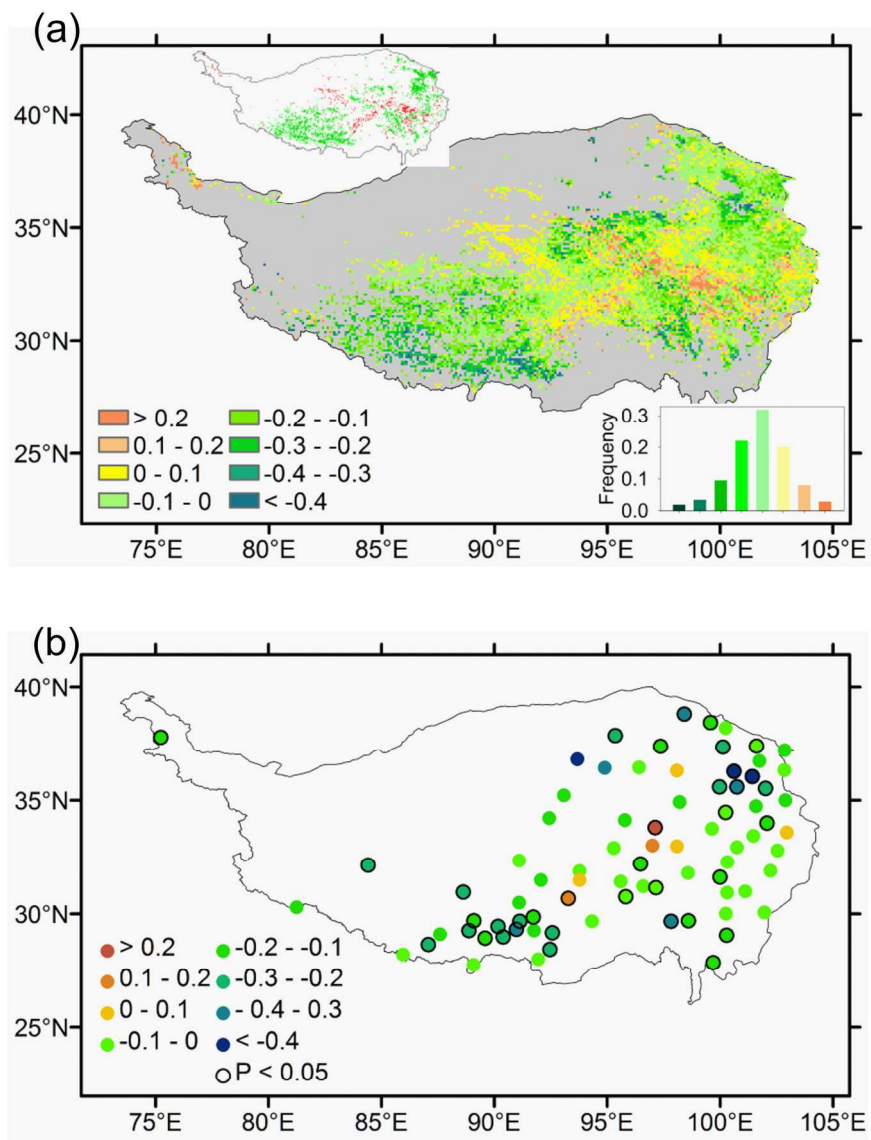 (a)
40°N
35°N
30°N
25°N
> 0.2
0.1 - 0.2
0 - 0.1
-0.1 - 0
-0.2 - -0.1
-0.3 - -0.2
-0.4 - -0.3
< -0.4
Frequency
0.3
0.2
0.1
0.0
75°E 80°E 85°E 90°E 95°E 100°E 105°E
(b)
40°N
35°N
30°N
25°N
> 0.2
0.1 - 0.2
0 - 0.1
-0.1 - 0
-0.2 - -0.1
-0.3 - -0.2
- 0.4 - 0.3
< -0.4
P < 0.05
75°E 80°E 85°E 90°E 95°E 100°E 105°E